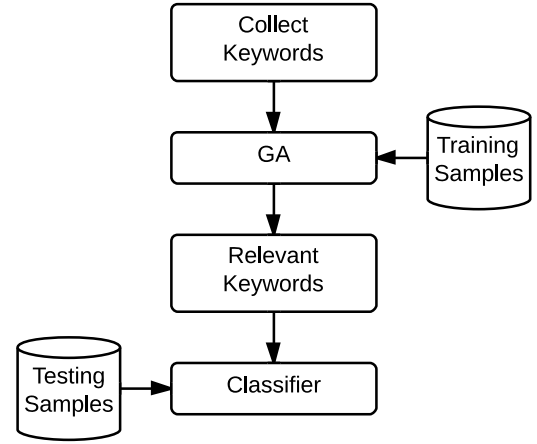 Collect
Keywords
GA
Training
Samples
Relevant
Keywords
Testing
Samples
Classifier